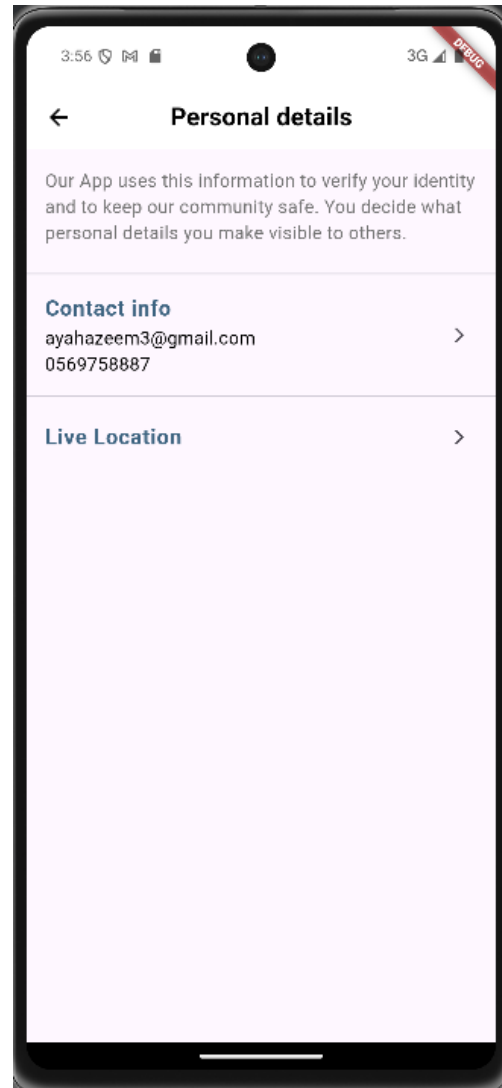 3:56
3G
DEBUG
Personal details
Our App uses this information to verify your identity
and to keep our community safe. You decide what
personal details you make visible to others.
Contact info
ayahazeem3@gmail.com
0569758887
Live Location